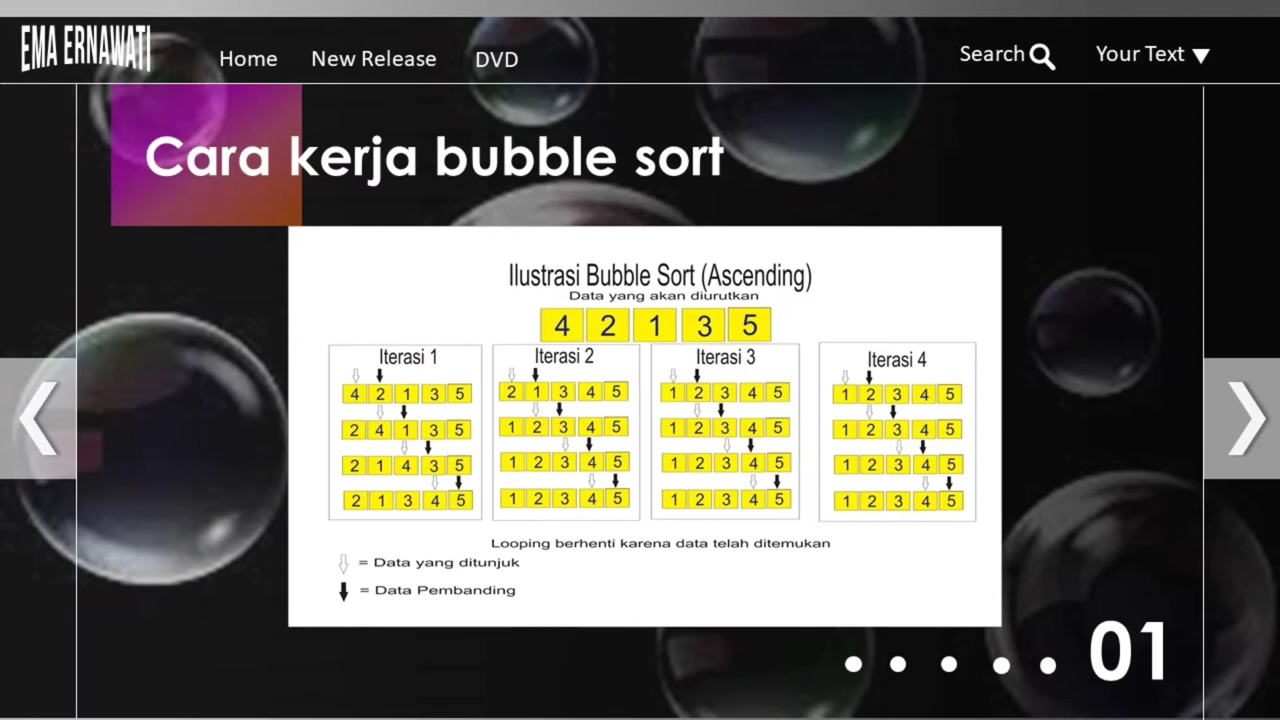 EMA ERNAWATI
Home New Release DVD
Search Your Text
Cara kerja bubble sort
Ilustrasi Bubble Sort (Ascending)
Data yang akan diurutkan
4 2 1 3 5
Iterasi 1
4 2 1 3 5
2 4 1 3 5
2 1 4 3 5
2 1 3 4 5
Iterasi 2
2 1 3 4 5
1 2 3 4 5
1 2 3 4 5
1 2 3 4 5
Iterasi 3
1 2 3 4 5
1 2 3 4 5
1 2 3 4 5
1 2 3 4 5
Iterasi 4
1 2 3 4 5
1 2 3 4 5
1 2 3 4 5
1 2 3 4 5
Looping berhenti karena data telah ditemukan
= Data yang ditunjuk
= Data Pembanding
01